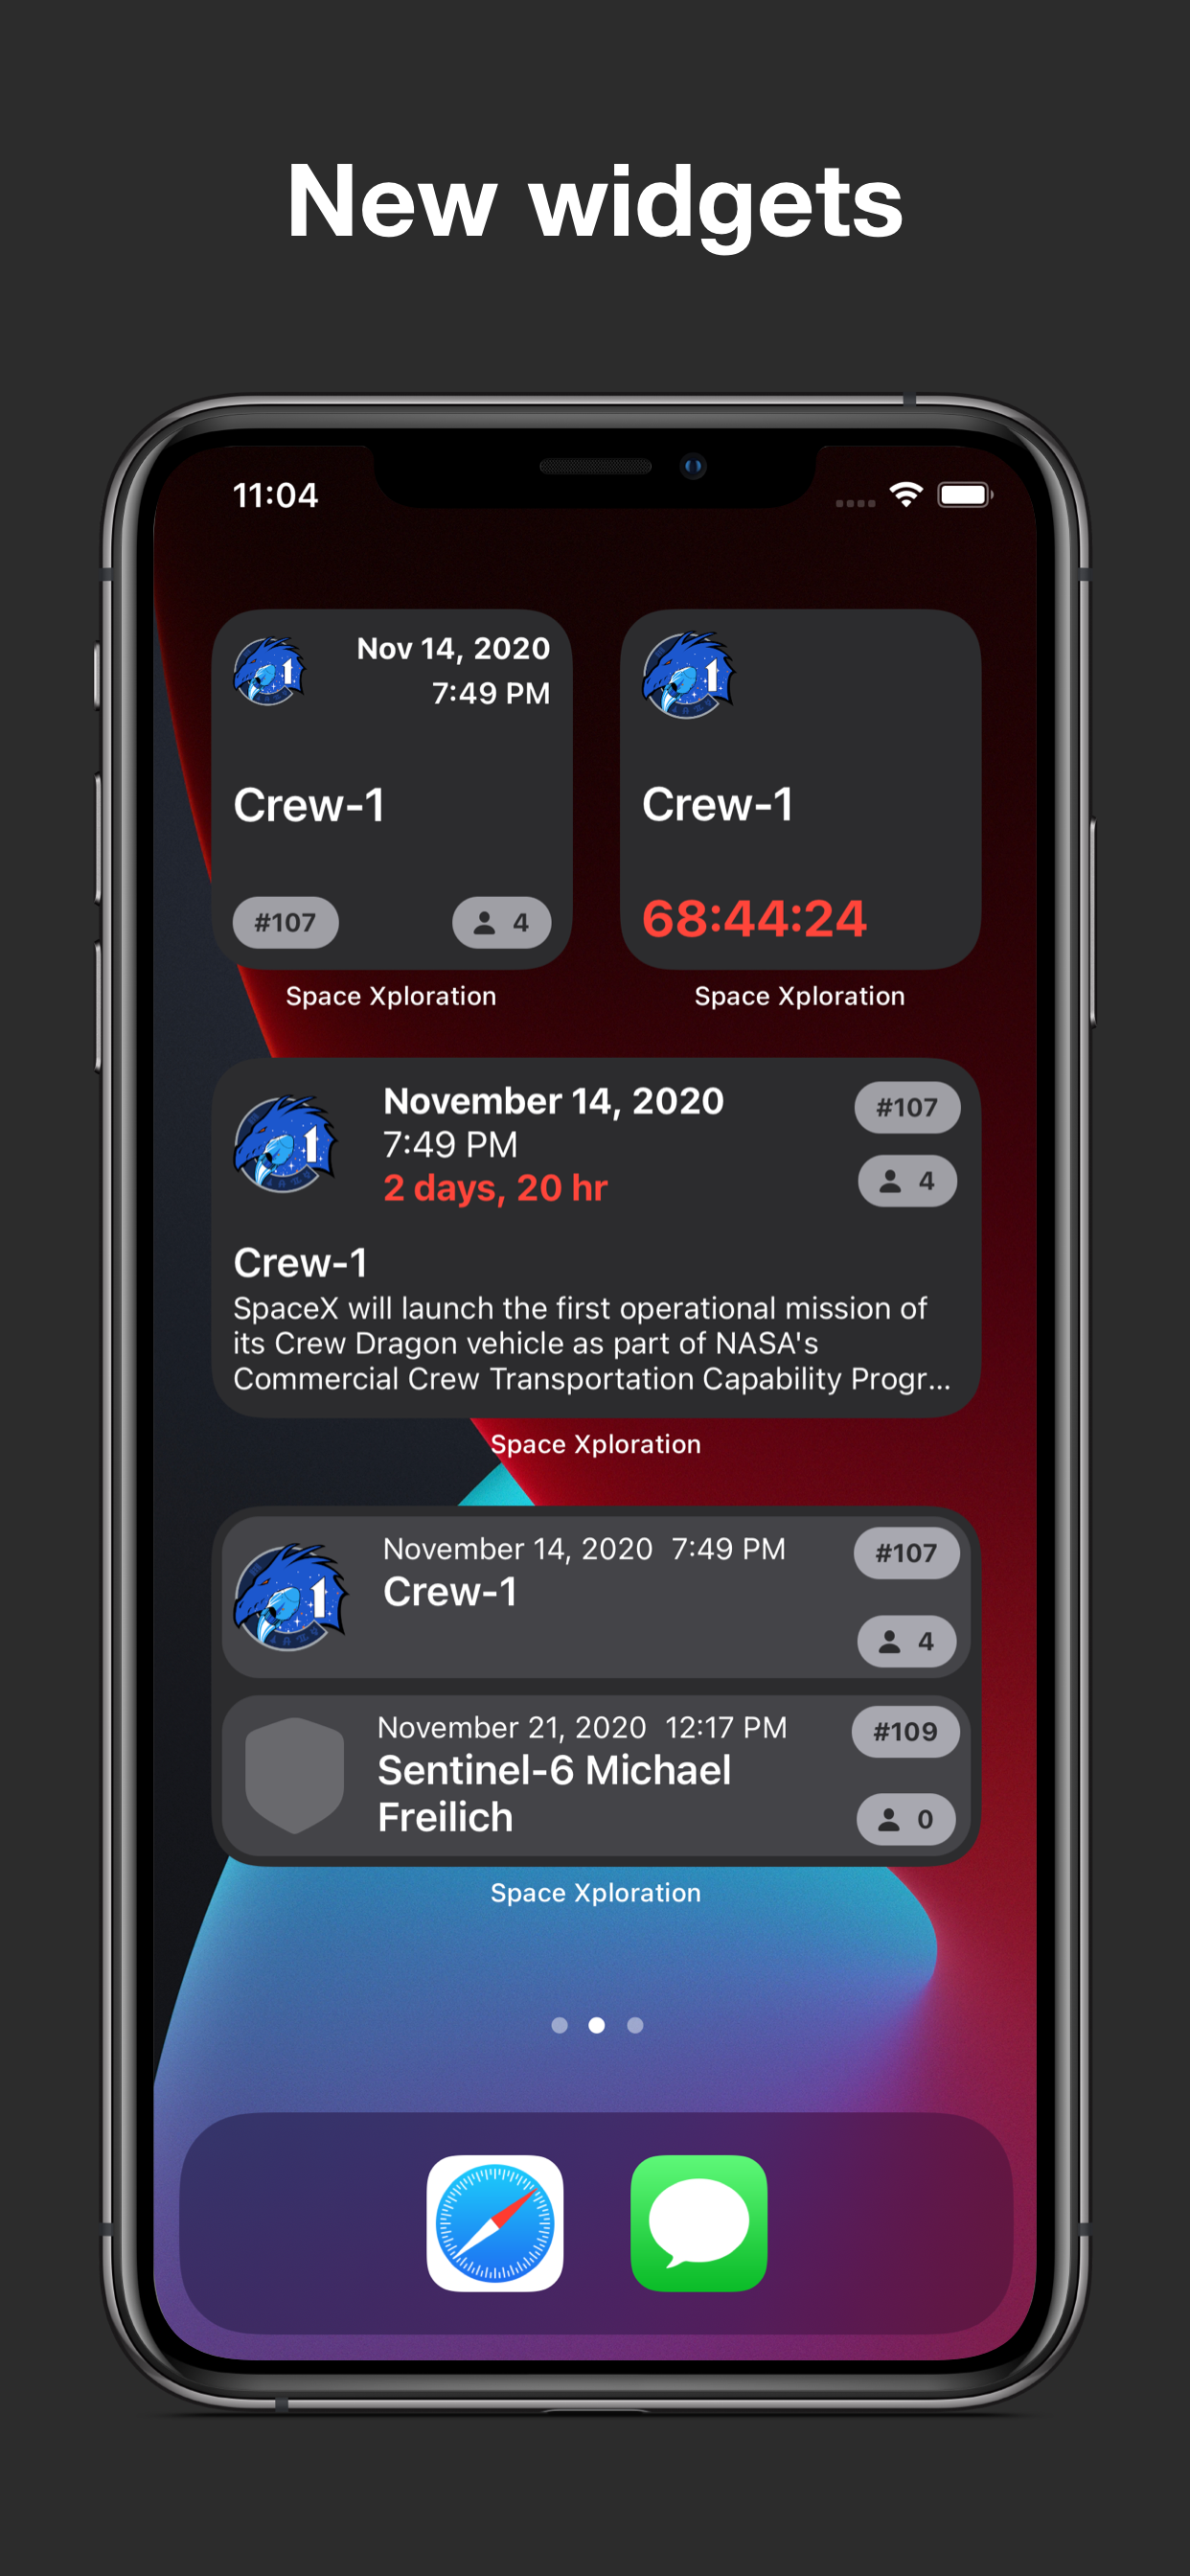 New widgets
11:04
Nov 14, 2020
7:49 PM
1
Crew-1
#107
4
Space Xploration
1
Crew-1
68:44:24
Space Xploration
1
November 14, 2020
7:49 PM
2 days, 20 hr
#107
4
Crew-1
SpaceX will launch the first operational mission of
its Crew Dragon vehicle as part of NASA's
Commercial Crew Transportation Capability Progr...
Space Xploration
1
November 14, 2020 7:49 PM
Crew-1
#107
4
November 21, 2020 12:17 PM
Sentinel-6 Michael
Freilich
#109
0
Space Xploration